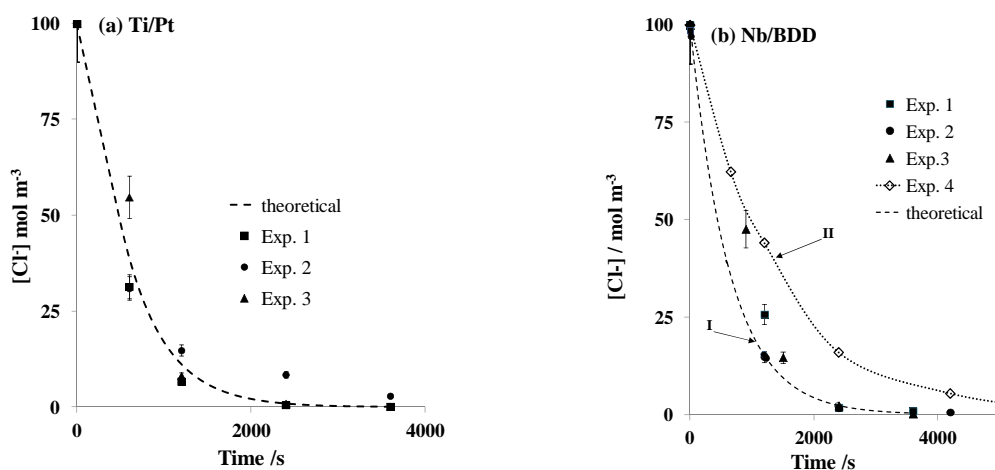 (a) Ti/Pt
100
75
50
25
0
0
2000
4000
[Cl-] mol m-3
Time /s
theoretical
Exp. 1
Exp. 2
Exp. 3
(b) Nb/BDD
100
75
50
25
0
0
2000
4000
[Cl-] / mol m-3
Time /s
Exp. 1
Exp. 2
Exp.3
Exp. 4
theoretical
II
I